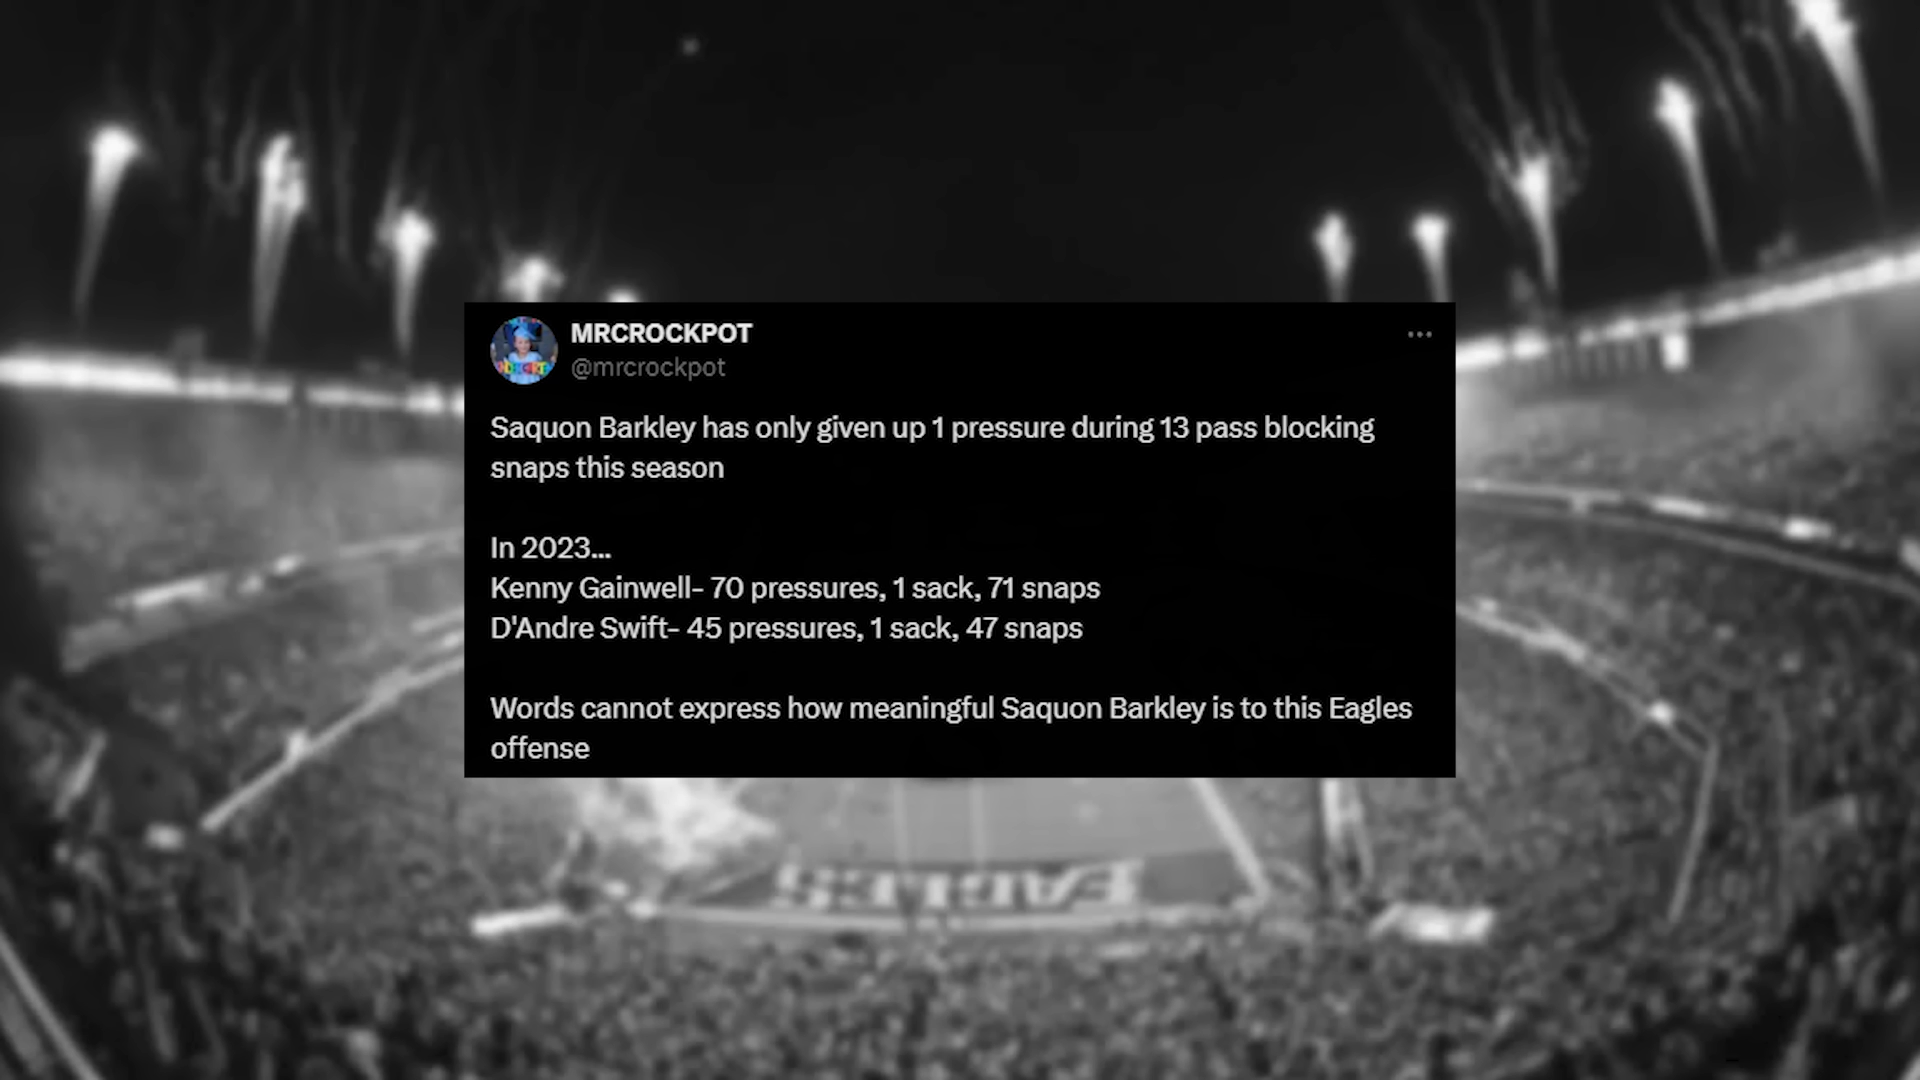 MRCROCKPOT
@mrcrockpot
Saquon Barkley has only given up 1 pressure during 13 pass blocking
snaps this season
In 2023...
Kenny Gainwell- 70 pressures, 1 sack, 71 snaps
D'Andre Swift- 45 pressures, 1 sack, 47 snaps
Words cannot express how meaningful Saquon Barkley is to this Eagles
offense
EAGLES